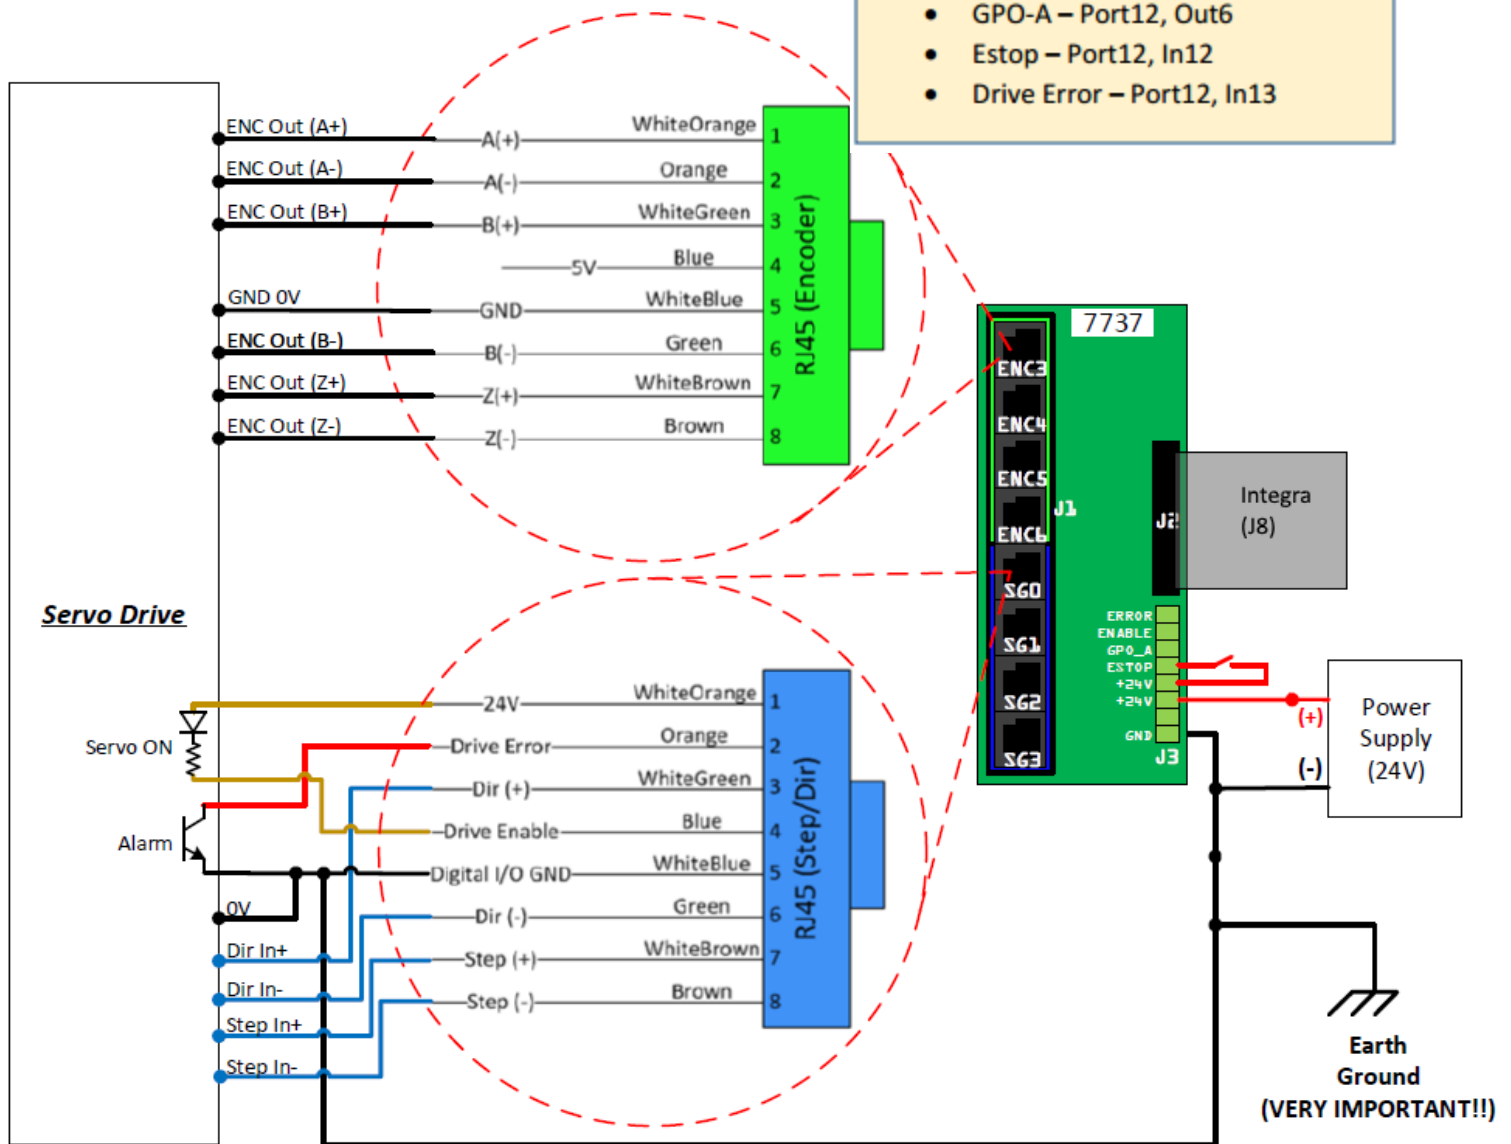 • GPO-A – Port12, Out6
• Estop – Port12, In12
• Drive Error – Port12, In13
Servo Drive
ENC Out (A+)
ENC Out (A-)
ENC Out (B+)
GND 0V
ENC Out (B-)
ENC Out (Z+)
ENC Out (Z-)
A(+) WhiteOrange 1
A(-) Orange 2
B(+) WhiteGreen 3
5V Blue 4
GND WhiteBlue 5
B(-) Green 6
Z(+) WhiteBrown 7
Z(-) Brown 8
RJ45 (Encoder)
7737
ENC3
ENC4
ENC5
ENC6
SG0
SG1
SG2
SG3
J1
J2
Integra
(J8)
ERROR
ENABLE
GPO_A
ESTOP
+24V
+24V
GND
J3
(+)
(-)
Power
Supply
(24V)
Servo ON
Alarm
0V
Dir In+
Dir In-
Step In+
Step In-
24V WhiteOrange 1
Drive Error Orange 2
Dir (+) WhiteGreen 3
Drive Enable Blue 4
Digital I/O GND WhiteBlue 5
Dir (-) Green 6
Step (+) WhiteBrown 7
Step (-) Brown 8
RJ45 (Step/Dir)
Earth
Ground
(VERY IMPORTANT!!)